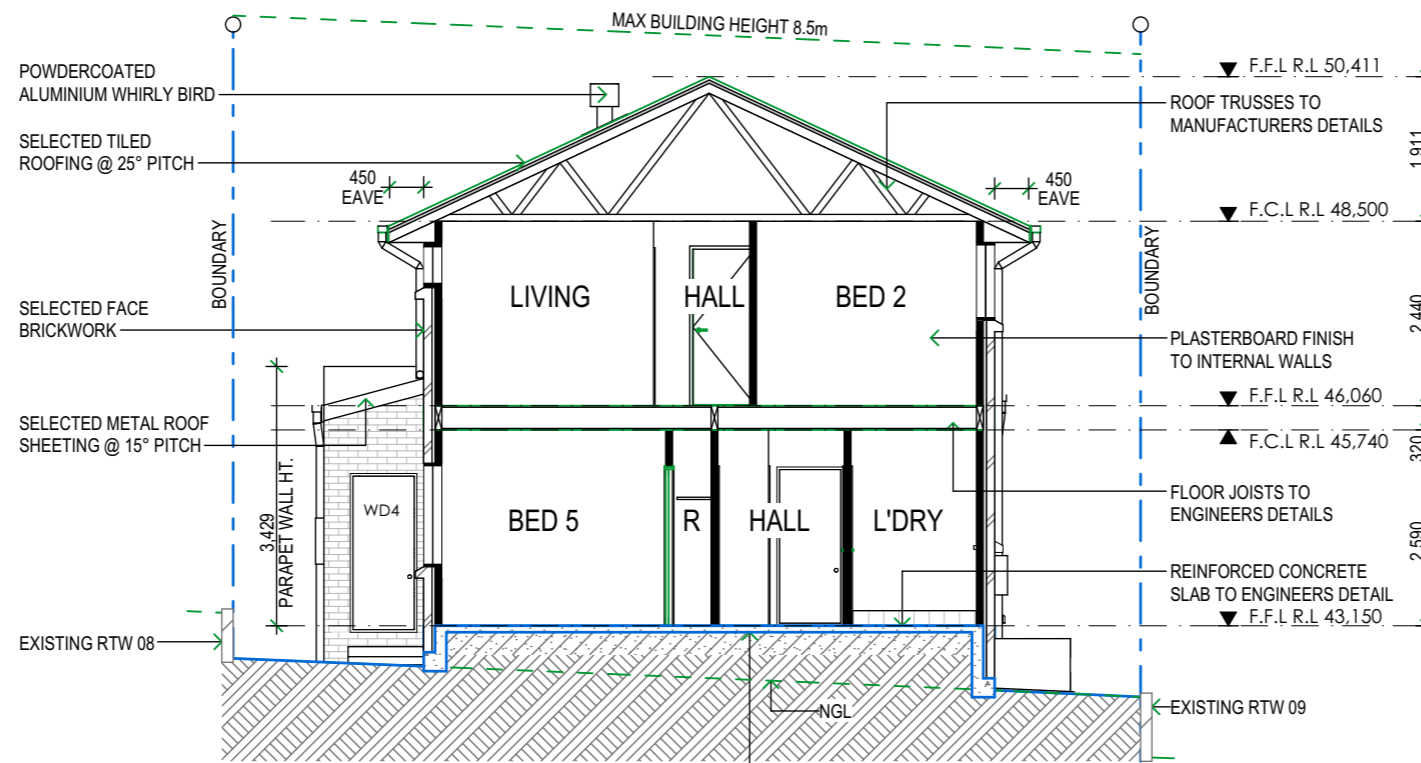 MAX BUILDING HEIGHT 8.5m
POWDERCOATED
ALUMINIUM WHIRLY BIRD
SELECTED TILED
ROOFING @ 25° PITCH
450
EAVE
BOUNDARY
SELECTED FACE
BRICKWORK
SELECTED METAL ROOF
SHEETING @ 15° PITCH
3,429
PARAPET WALL HT.
EXISTING RTW 08
LIVING
HALL
BED 2
WD4
BED 5
R
HALL
L'DRY
NGL
450
EAVE
BOUNDARY
F.F.L R.L 50,411
ROOF TRUSSES TO
MANUFACTURERS DETAILS
1,911
F.C.L R.L 48,500
2,440
PLASTERBOARD FINISH
TO INTERNAL WALLS
F.F.L R.L 46,060
320
F.C.L R.L 45,740
FLOOR JOISTS TO
ENGINEERS DETAILS
2,590
REINFORCED CONCRETE
SLAB TO ENGINEERS DETAIL
F.F.L R.L 43,150
EXISTING RTW 09